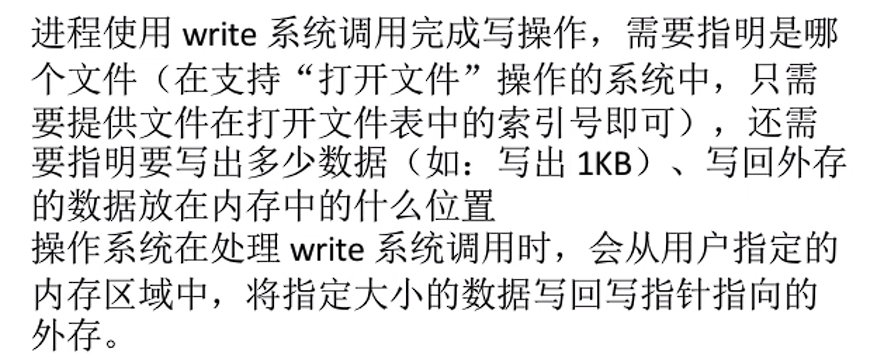 进程使用 write 系统调用完成写操作，需要指明是哪
个文件（在支持“打开文件”操作的系统中，只需
要提供文件在打开文件表中的索引号即可），还需
要指明要写出多少数据（如：写出 1KB）、写回外存
的数据放在内存中的什么位置
操作系统在处理 write 系统调用时，会从用户指定的
内存区域中，将指定大小的数据写回写指针指向的
外存。